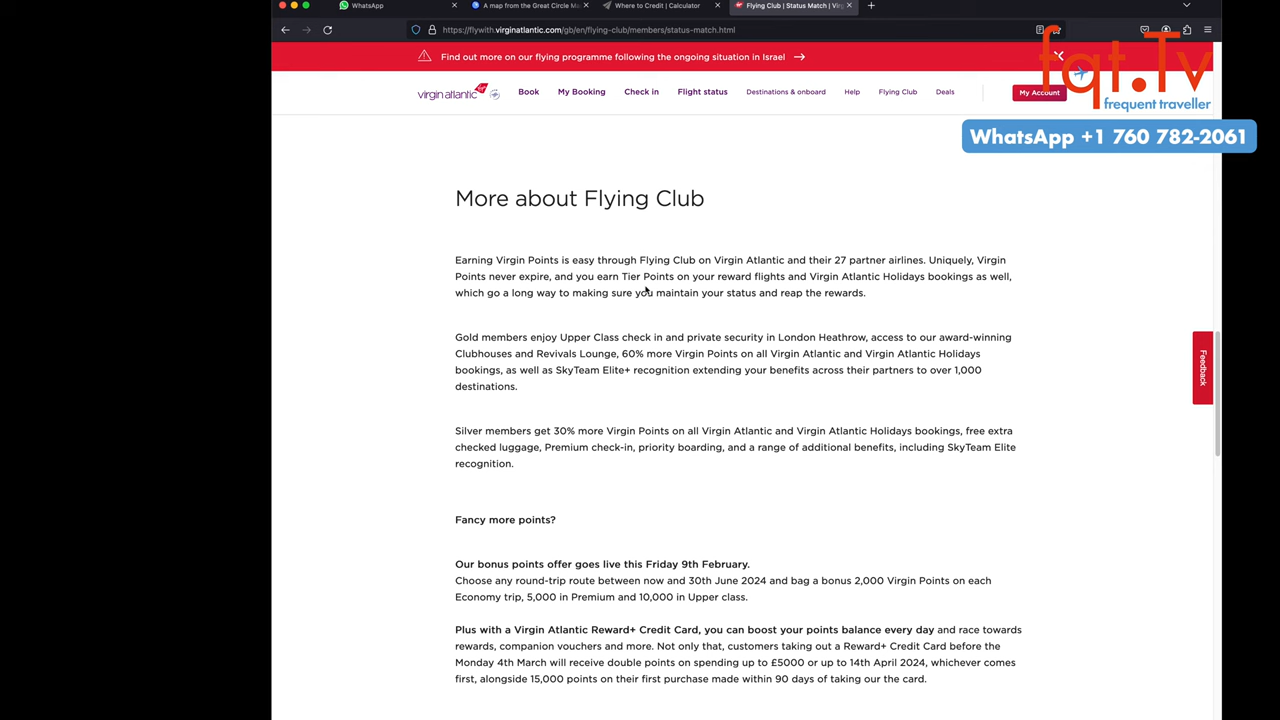 WhatsApp
A map from the Great Circle M
Where to Credit | Calculator
Flying Club | Status Match | Vir
https://flywith.virginatlantic.com/gb/en/flying-club/members/status-match.html
Find out more on our flying programme following the ongoing situation in Israel
fqt.Tv
frequent traveller
virgin atlantic
Book
My Booking
Check in
Flight status
Destinations & onboard
Help
Flying Club
Deals
My Account
WhatsApp +1 760 782-2061
More about Flying Club
Earning Virgin Points is easy through Flying Club on Virgin Atlantic and their 27 partner airlines. Uniquely, Virgin
Points never expire, and you earn Tier Points on your reward flights and Virgin Atlantic Holidays bookings as well,
which go a long way to making sure you maintain your status and reap the rewards.
Gold members enjoy Upper Class check in and private security in London Heathrow, access to our award-winning
Clubhouses and Revivals Lounge, 60% more Virgin Points on all Virgin Atlantic and Virgin Atlantic Holidays
bookings, as well as SkyTeam Elite+ recognition extending your benefits across their partners to over 1,000
destinations.
Feedback
Silver members get 30% more Virgin Points on all Virgin Atlantic and Virgin Atlantic Holidays bookings, free extra
checked luggage, Premium check-in, priority boarding, and a range of additional benefits, including SkyTeam Elite
recognition.
Fancy more points?
Our bonus points offer goes live this Friday 9th February.
Choose any round-trip route between now and 30th June 2024 and bag a bonus 2,000 Virgin Points on each
Economy trip, 5,000 in Premium and 10,000 in Upper class.
Plus with a Virgin Atlantic Reward+ Credit Card, you can boost your points balance every day and race towards
rewards, companion vouchers and more. Not only that, customers taking out a Reward+ Credit Card before the
Monday 4th March will receive double points on spending up to £5000 or up to 14th April 2024, whichever comes
first, alongside 15,000 points on their first purchase made within 90 days of taking our the card.